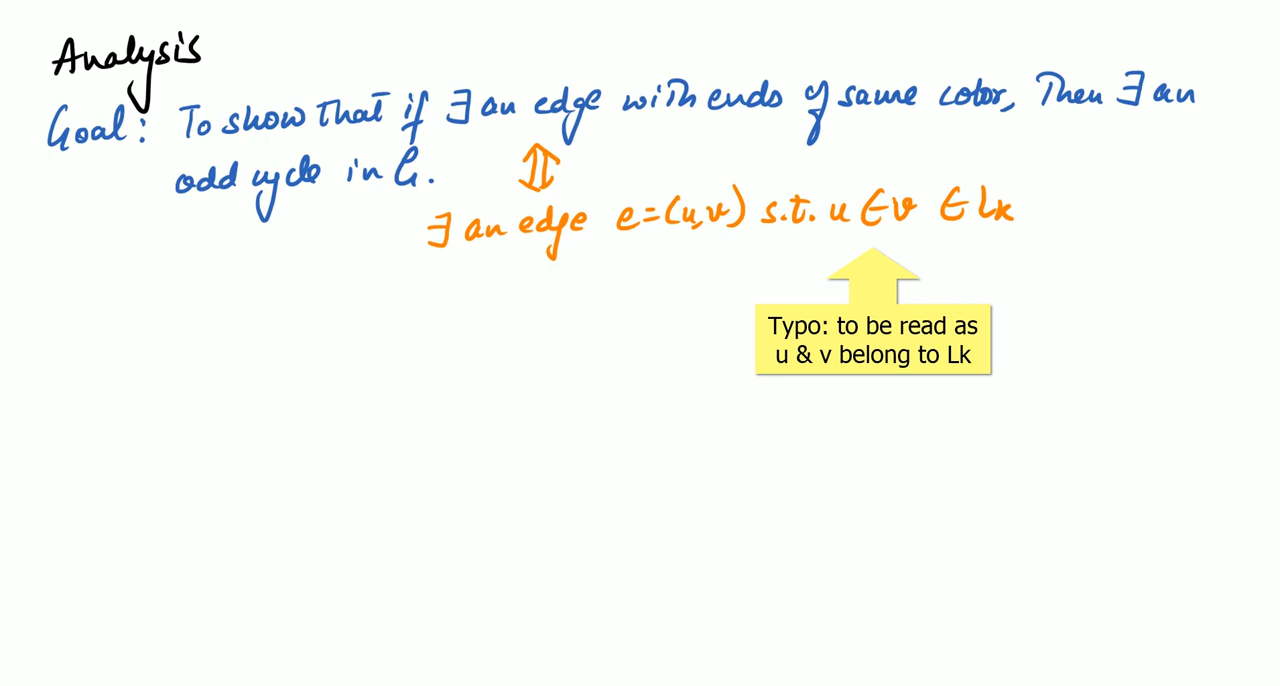 Analysis
Goal: To show that if ∃ an edge with ends of same color, Then ∃ an
odd cycle in G.
⇕
∃ an edge e=(u,v) s.t. u ∈ v ∈ Lk
Typo: to be read as
u & v belong to Lk